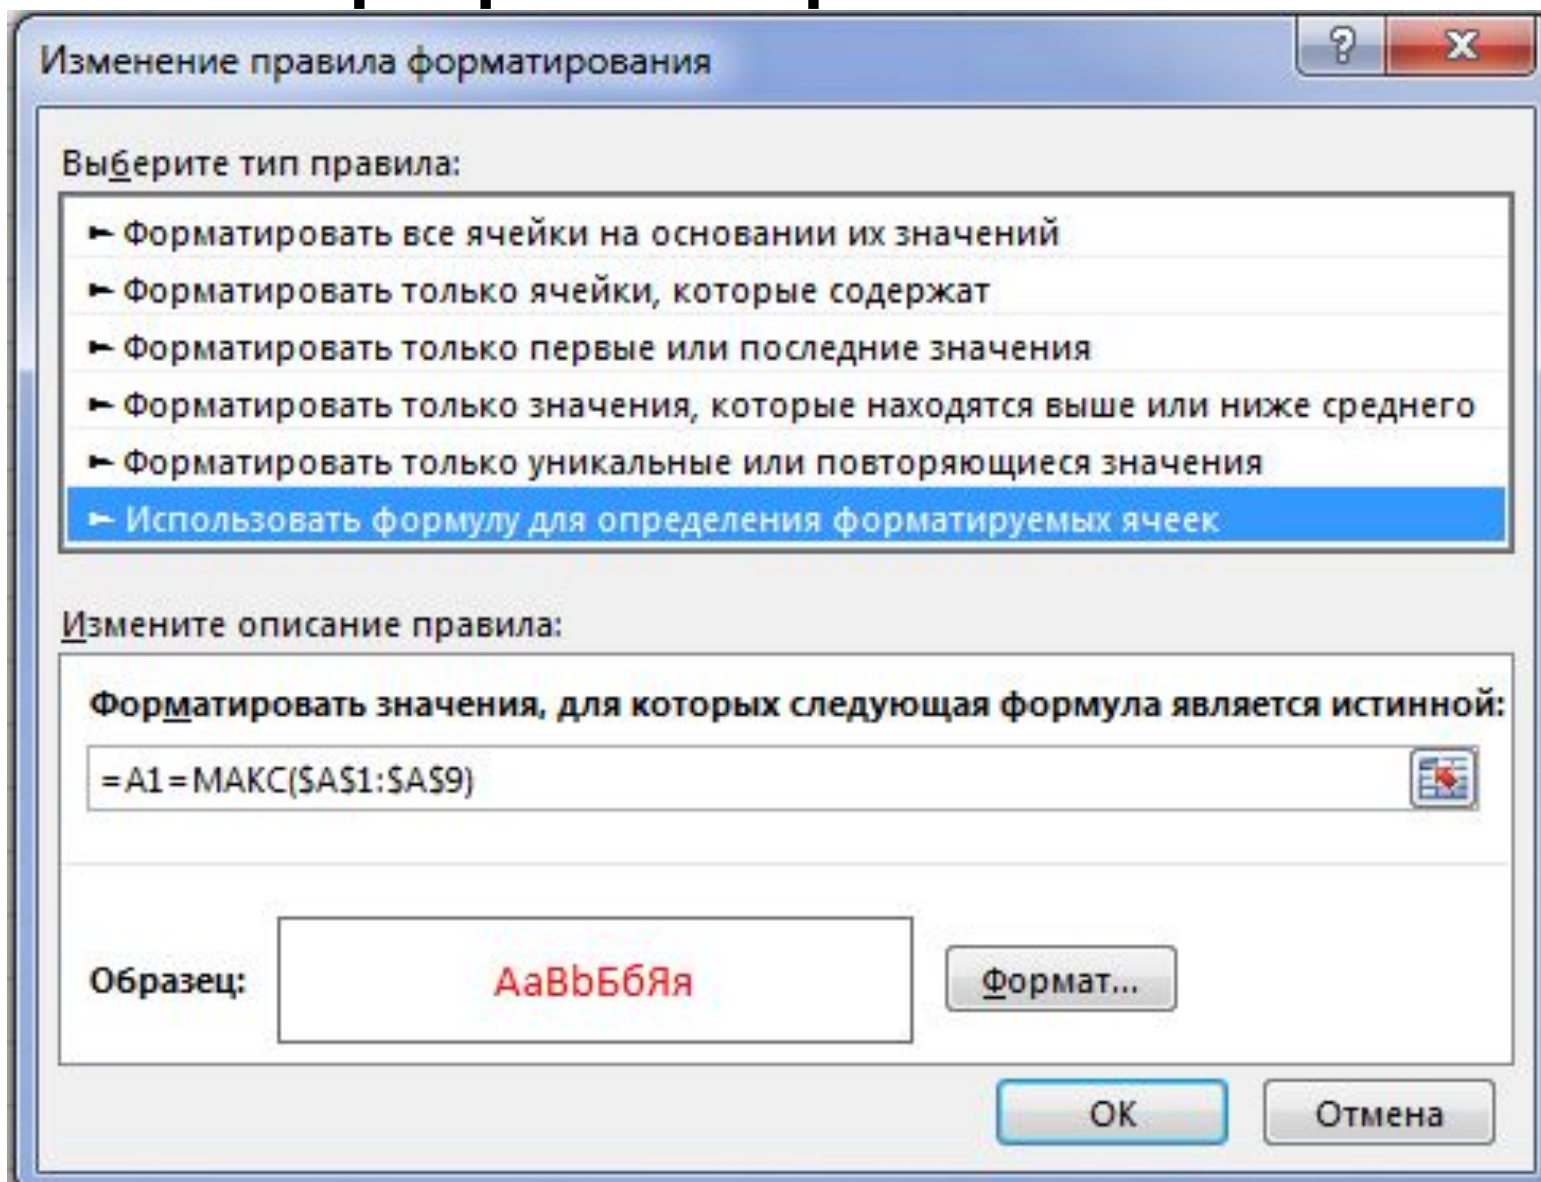 Изменение правила форматирования
?
Выберите тип правила:
► Форматировать все ячейки на основании их значений
► Форматировать только ячейки, которые содержат
► Форматировать только первые или последние значения
► Форматировать только значения, которые находятся выше или ниже среднего
► Форматировать только уникальные или повторяющиеся значения
► Использовать формулу для определения форматируемых ячеек
Измените описание правила:
Форматировать значения, для которых следующая формула является истинной:
=A1=МАКС($A$1:$A$9)
Образец:
АаВbБбЯя
Формат...
ОК
Отмена